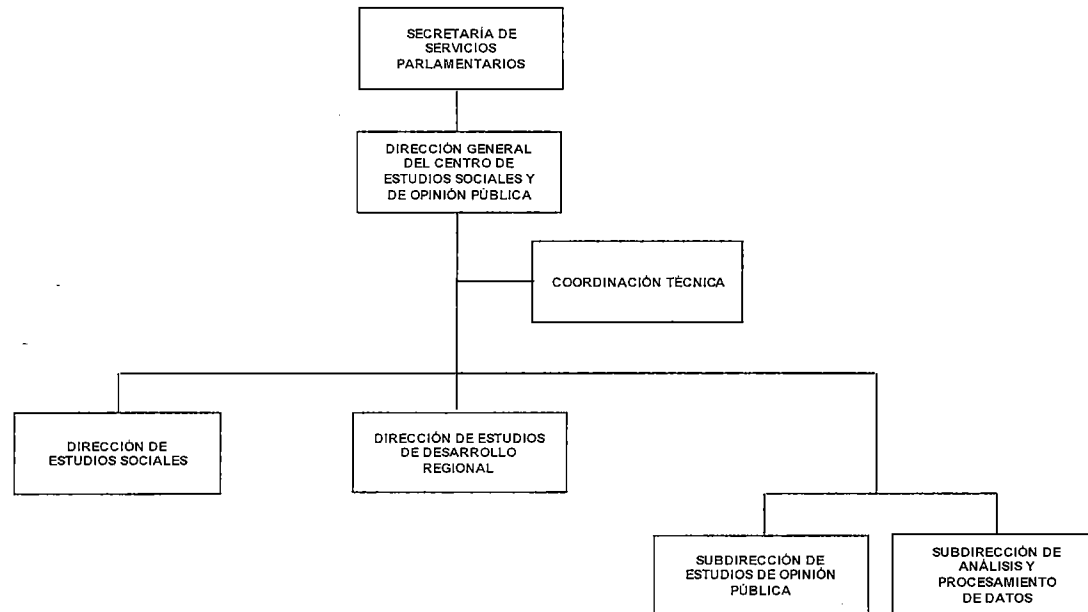 SECRETARÍA DE
SERVICIOS
PARLAMENTARIOS
DIRECCIÓN GENERAL
DEL CENTRO DE
ESTUDIOS SOCIALES Y
DE OPINIÓN PÚBLICA
COORDINACIÓN TÉCNICA
DIRECCIÓN DE
ESTUDIOS SOCIALES
DIRECCIÓN DE ESTUDIOS
DE DESARROLLO
REGIONAL
SUBDIRECCIÓN DE
ESTUDIOS DE OPINIÓN
PÚBLICA
SUBDIRECCIÓN DE
ANÁLISIS Y
PROCESAMIENTO
DE DATOS